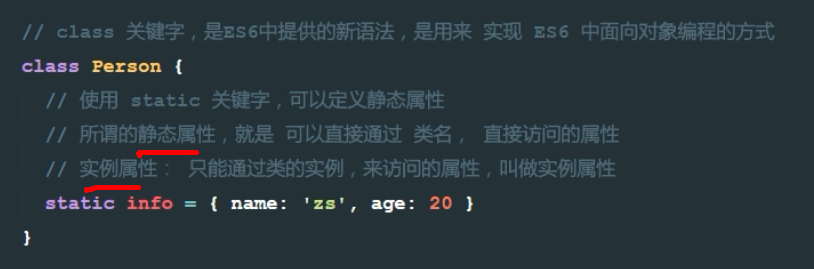 // class 关键字，是ES6中提供的新语法，是用来 实现 ES6 中面向对象编程的方式
class Person {
// 使用 static 关键字，可以定义静态属性
// 所谓的静态属性，就是 可以直接通过 类名， 直接访问的属性
// 实例属性： 只能通过类的实例，来访问的属性，叫做实例属性
static info = { name: 'zs', age: 20 }
}